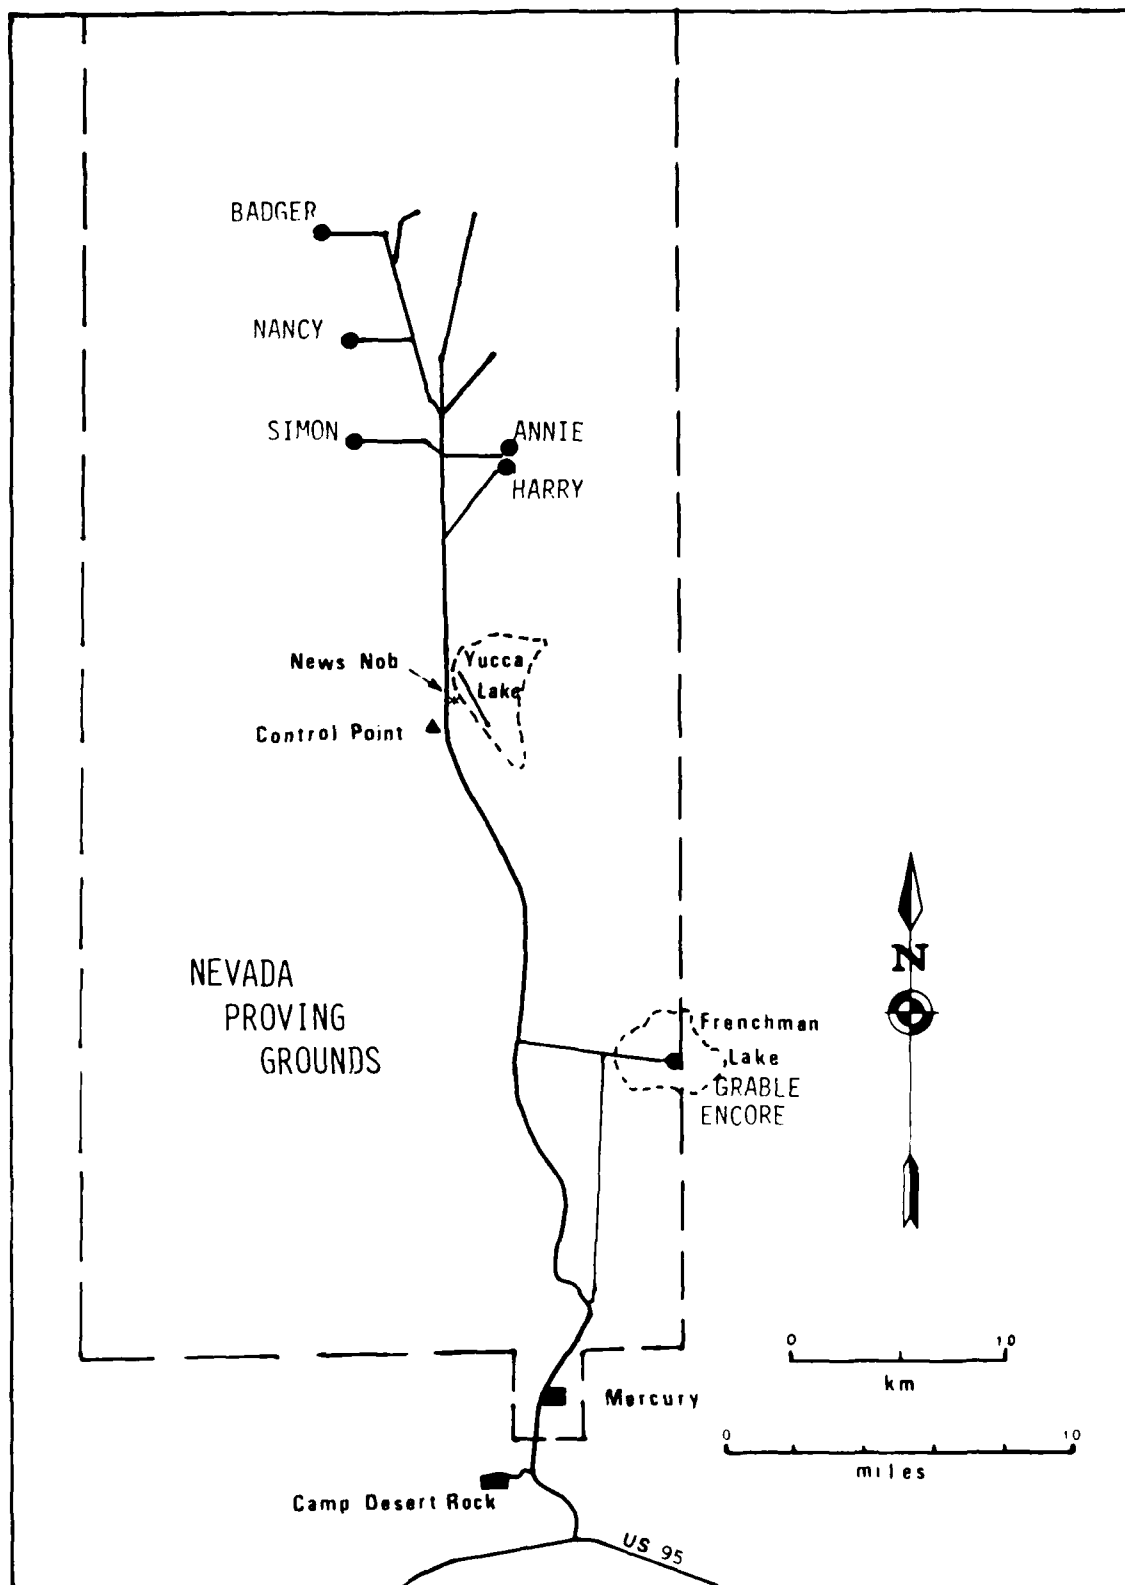 BADGER
NANCY
SIMON
ANNIE
HARRY
News Nob
Yucca
Lake
Control Point
NEVADA
PROVING
GROUNDS
N
Frenchman
Lake
GRABLE
ENCORE
0 10
km
Mercury
0 10
miles
Camp Desert Rock
US 95